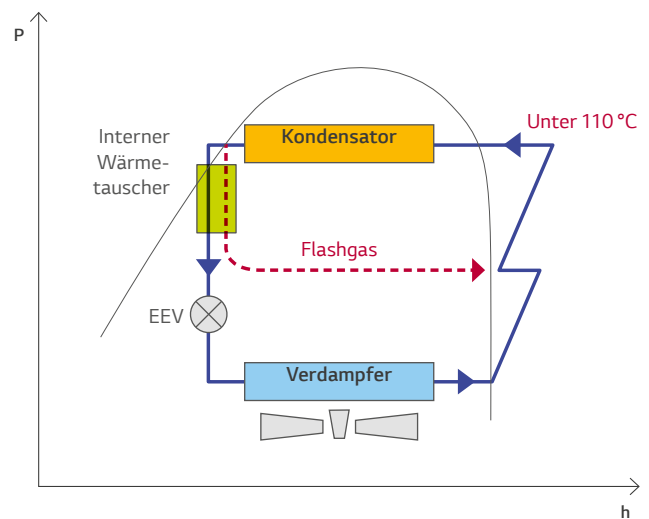 P
Kondensator
Unter 110 °C
Interner
Wärme-
tauscher
Flashgas
EEV
Verdampfer
h